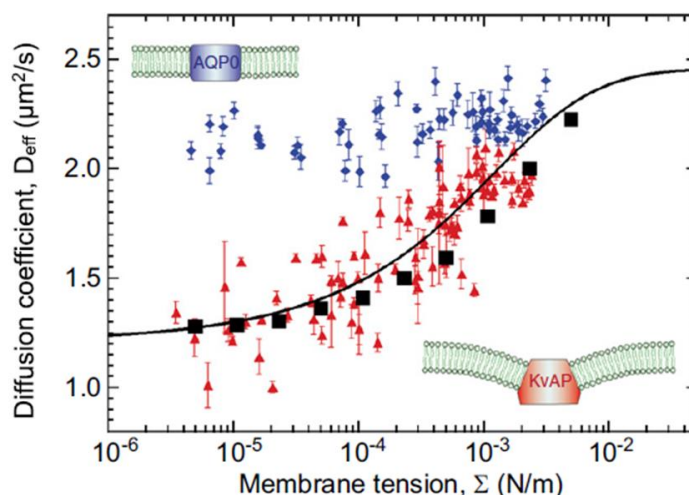 AQP0
2.5
2.0
1.5
1.0
Diffusion coefficient, D_eff (µm²/s)
KvAP
10⁻⁶
10⁻⁵
10⁻⁴
10⁻³
10⁻²
Membrane tension, Σ (N/m)